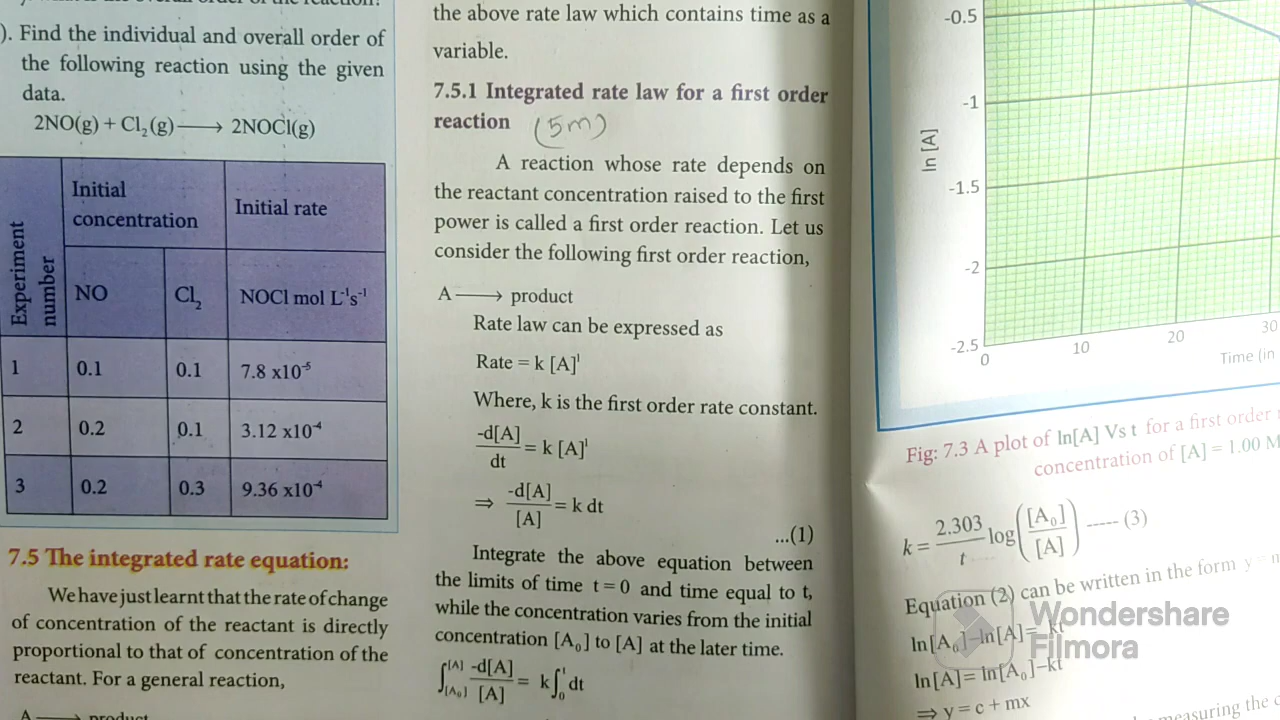 ). Find the individual and overall order of
the following reaction using the given
data.
2NO(g) + Cl₂(g) ⟶ 2NOCl(g)
Experiment number
Initial concentration
Initial rate
NO
Cl₂
NOCl mol L⁻¹s⁻¹
1 0.1 0.1 7.8 x10⁻⁵
2 0.2 0.1 3.12 x10⁻⁴
3 0.2 0.3 9.36 x10⁻⁴
7.5 The integrated rate equation:
We have just learnt that the rate of change
of concentration of the reactant is directly
proportional to that of concentration of the
reactant. For a general reaction,
A ⟶ product
the above rate law which contains time as a
variable.
7.5.1 Integrated rate law for a first order
reaction (5m)
A reaction whose rate depends on
the reactant concentration raised to the first
power is called a first order reaction. Let us
consider the following first order reaction,
A ⟶ product
Rate law can be expressed as
Rate = k [A]¹
Where, k is the first order rate constant.
-d[A]/dt = k [A]¹
⇒ -d[A]/[A] = k dt
...(1)
Integrate the above equation between
the limits of time t = 0 and time equal to t,
while the concentration varies from the initial
concentration [A₀] to [A] at the later time.
∫[A₀][A] -d[A]/[A] = k∫₀ᵗ dt
-0.5
-1
-1.5
-2
-2.5
ln [A]
0 10 20 30
Time (in
Fig: 7.3 A plot of ln[A] Vs t for a first order
concentration of [A] = 1.00 M
k = 2.303/t log([A₀]/[A]) ----- (3)
Equation (2) can be written in the form y =
ln[A₀]–ln[A]= kt
ln[A]= ln[A₀]–kt
⇒ y = c + mx
measuring the
Wondershare
Filmora